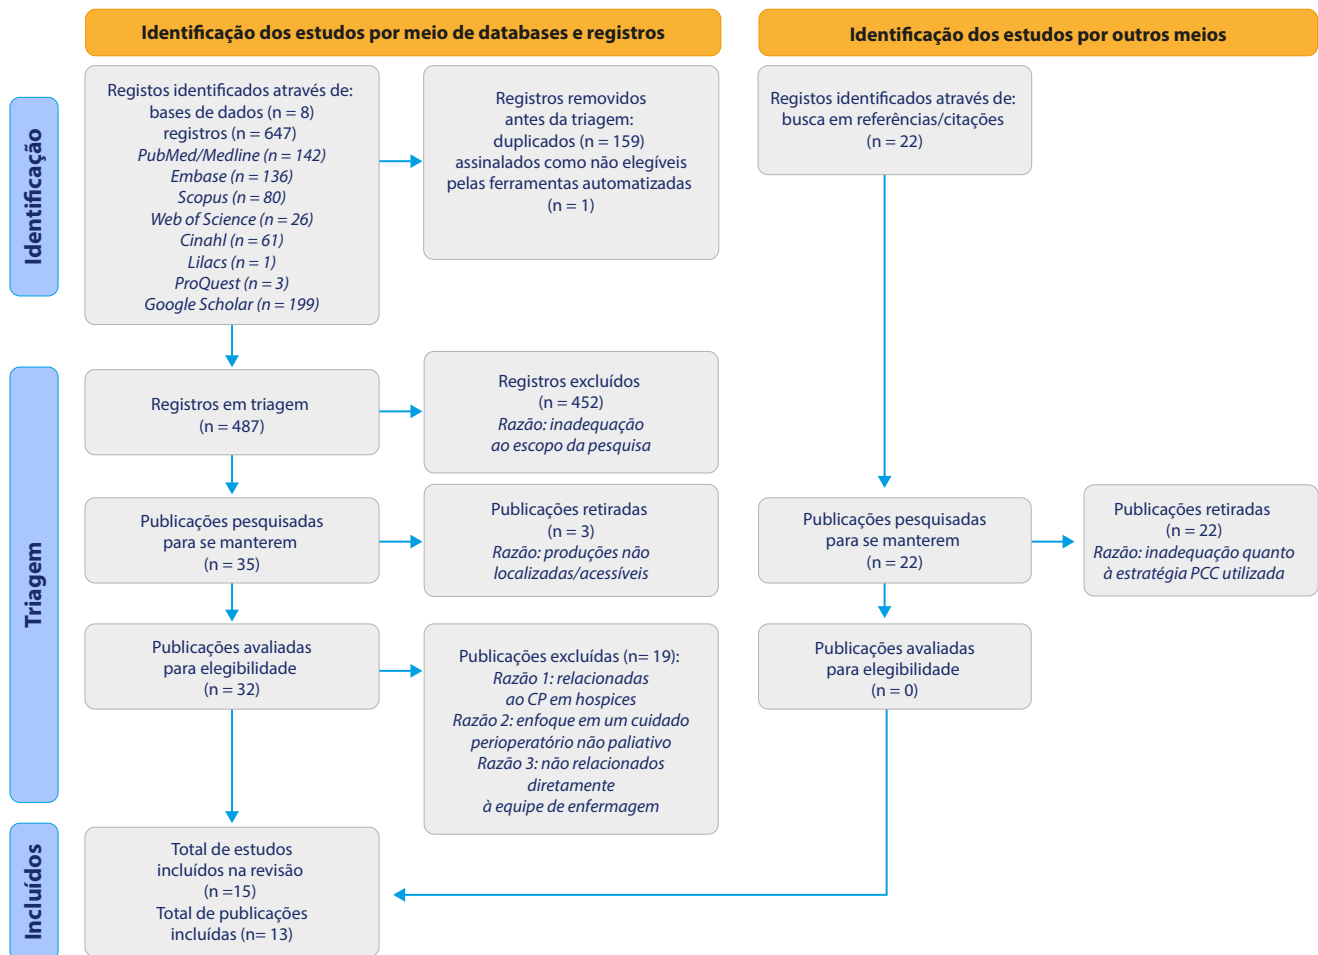 Identificação dos estudos por meio de databases e registros
Identificação dos estudos por outros meios
Identificação
Registos identificados através de:
bases de dados (n = 8)
registros (n = 647)
PubMed/Medline (n = 142)
Embase (n = 136)
Scopus (n = 80)
Web of Science (n = 26)
Cinahl (n = 61)
Lilacs (n = 1)
ProQuest (n = 3)
Google Scholar (n = 199)
Registros removidos
antes da triagem:
duplicados (n = 159)
assinalados como não elegíveis
pelas ferramentas automatizadas
(n = 1)
Registos identificados através de:
busca em referências/citações
(n = 22)
Triagem
Registros em triagem
(n = 487)
Registros excluídos
(n = 452)
Razão: inadequação
ao escopo da pesquisa
Publicações pesquisadas
para se manterem
(n = 35)
Publicações retiradas
(n = 3)
Razão: produções não
localizadas/acessíveis
Publicações pesquisadas
para se manterem
(n = 22)
Publicações retiradas
(n = 22)
Razão: inadequação quanto
à estratégia PCC utilizada
Publicações avaliadas
para elegibilidade
(n = 32)
Publicações excluídas (n= 19):
Razão 1: relacionadas
ao CP em hospices
Razão 2: enfoque em um cuidado
perioperatório não paliativo
Razão 3: não relacionados
diretamente
à equipe de enfermagem
Publicações avaliadas
para elegibilidade
(n = 0)
Incluídos
Total de estudos
incluídos na revisão
(n =15)
Total de publicações
incluídas (n= 13)